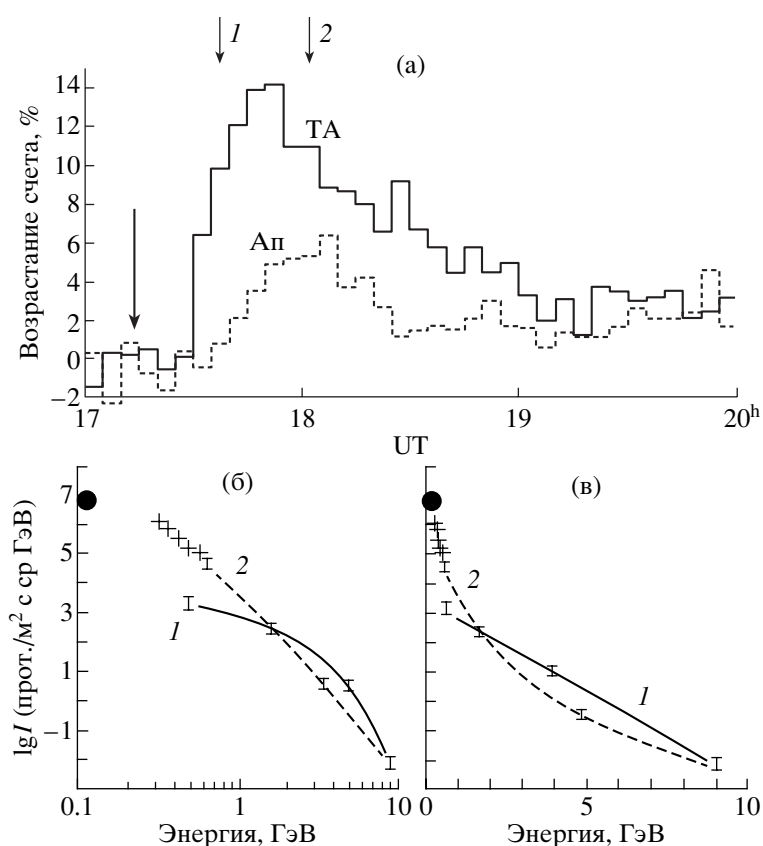 1 2
(а)
Возрастание счета, %
14
12
10
8
6
4
2
0
−2
ТА
Ап
17 18 19 20h
UT
(б) (в)
lgI (прот./м2 с ср ГэВ)
7
5
3
1
−1
2
1
2
1
0.1 1 10 0 5 10
Энергия, ГэВ Энергия, ГэВ